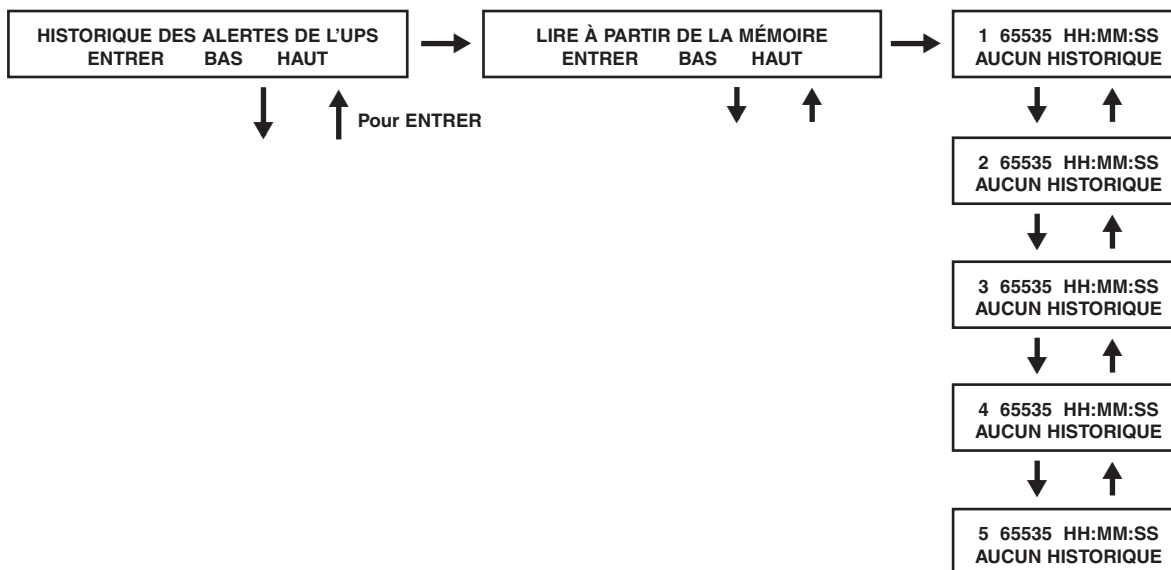 HISTORIQUE DES ALERTES DE L'UPS
ENTRER BAS HAUT
Pour ENTRER
LIRE À PARTIR DE LA MÉMOIRE
ENTRER BAS HAUT
1 65535 HH:MM:SS
AUCUN HISTORIQUE
2 65535 HH:MM:SS
AUCUN HISTORIQUE
3 65535 HH:MM:SS
AUCUN HISTORIQUE
4 65535 HH:MM:SS
AUCUN HISTORIQUE
5 65535 HH:MM:SS
AUCUN HISTORIQUE